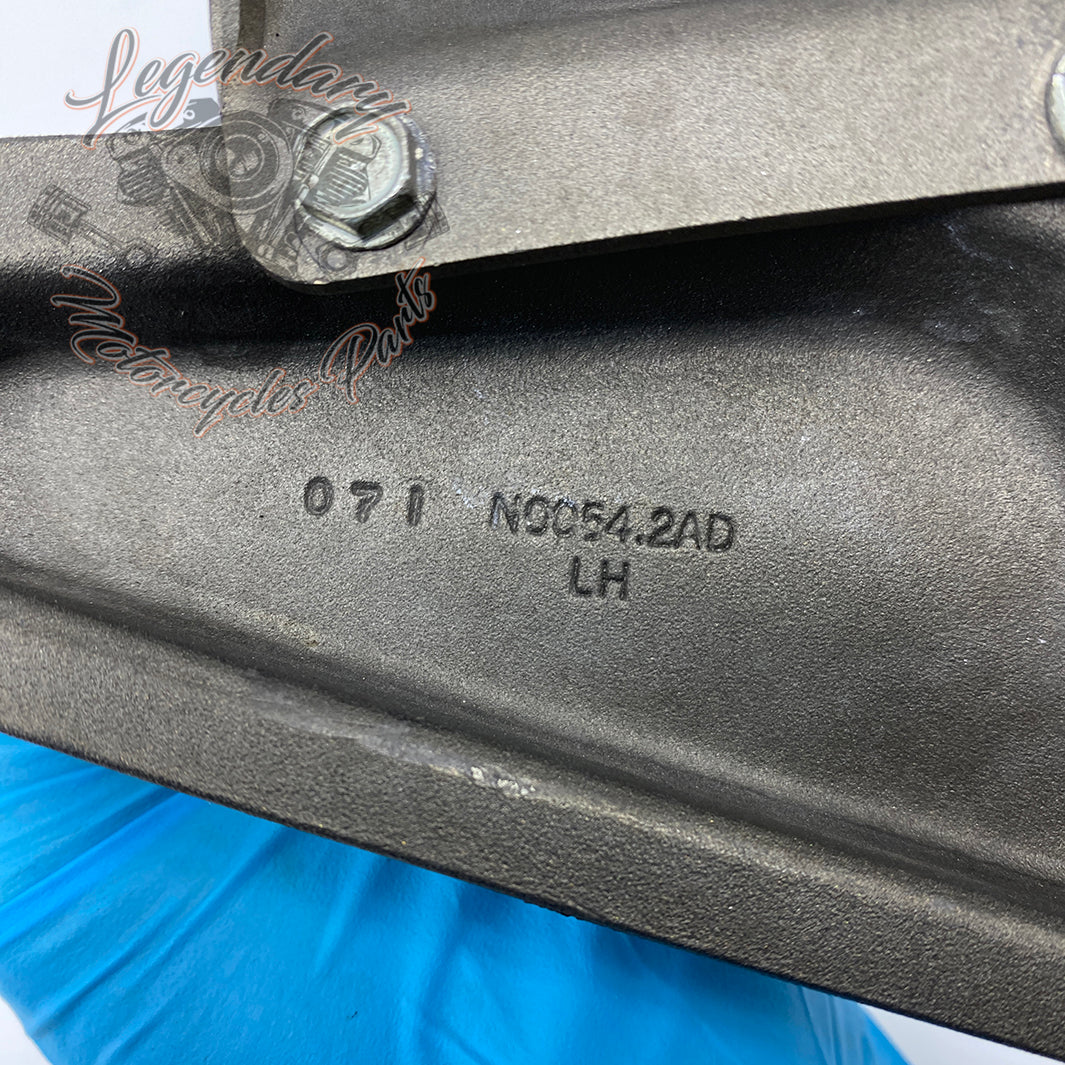 Legendary
Motorcycles Parts
071 N0054.2AD
LH